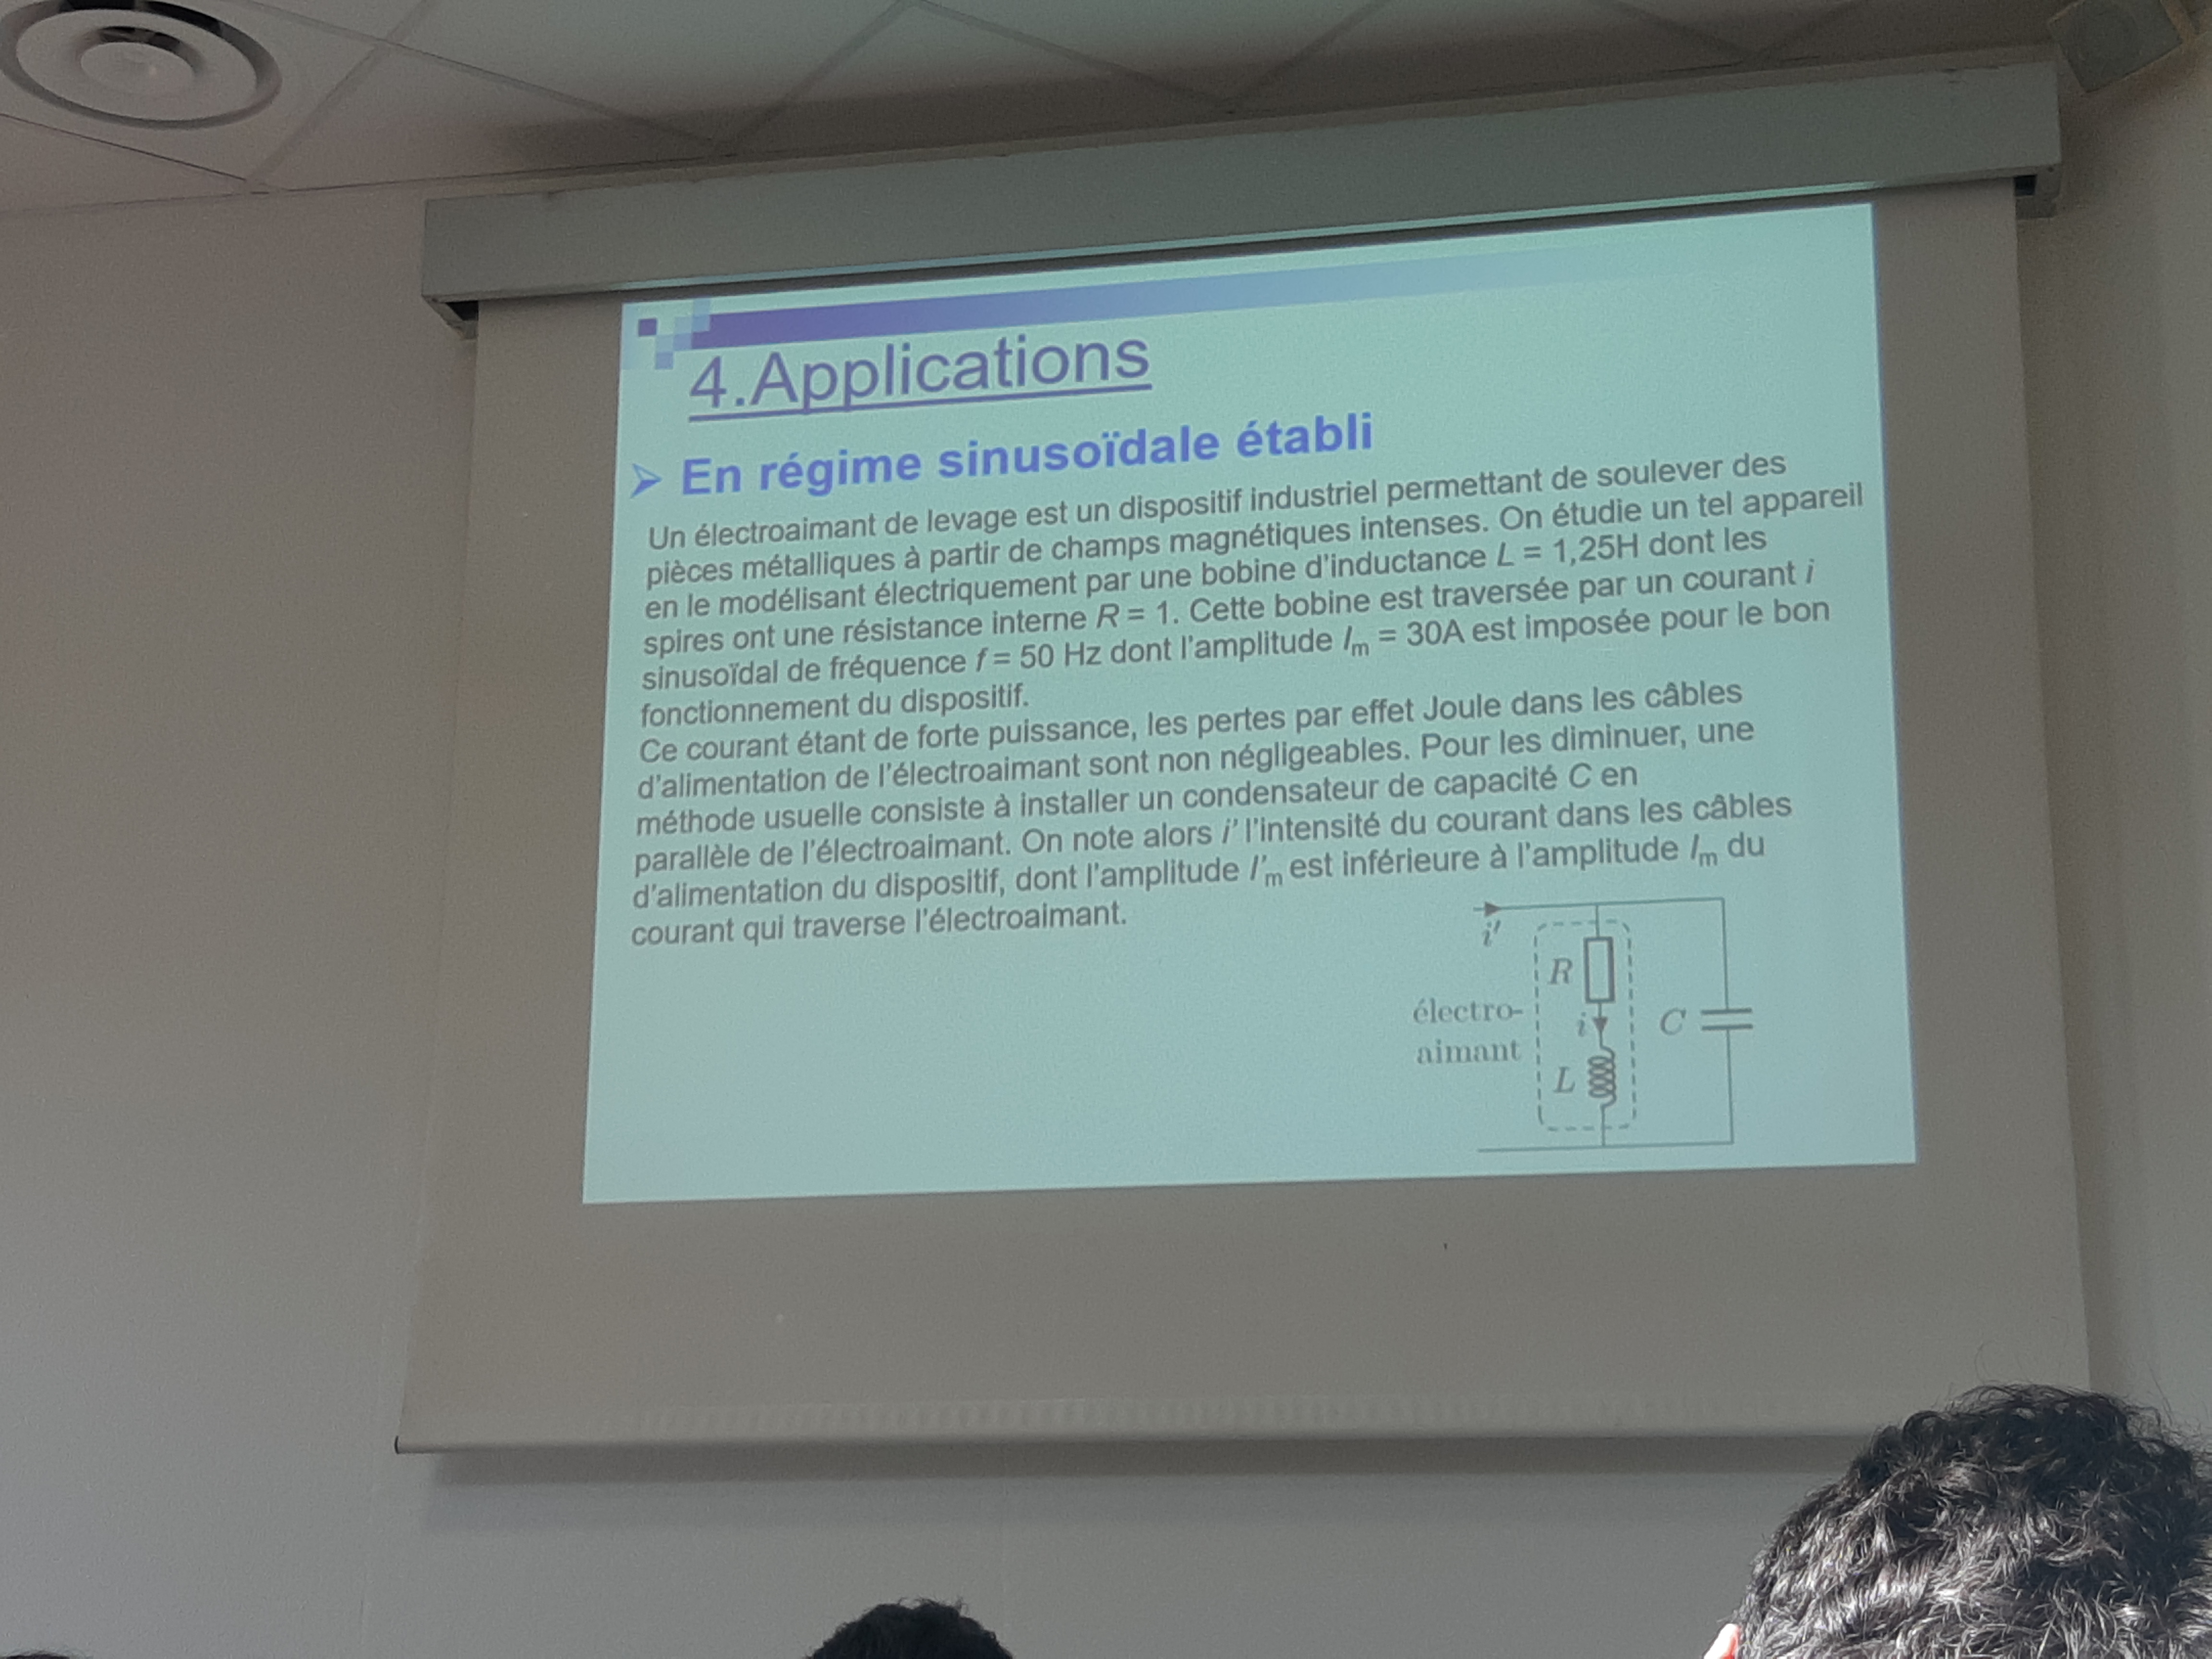 4.Applications
En régime sinusoïdale établi
Un électroaimant de levage est un dispositif industriel permettant de soulever des
pièces métalliques à partir de champs magnétiques intenses. On étudie un tel appareil
en le modélisant électriquement par une bobine d'inductance L = 1,25H dont les
spires ont une résistance interne R = 1. Cette bobine est traversée par un courant i
sinusoïdal de fréquence f = 50 Hz dont l'amplitude Im = 30A est imposée pour le bon
fonctionnement du dispositif.
Ce courant étant de forte puissance, les pertes par effet Joule dans les câbles
d'alimentation de l'électroaimant sont non négligeables. Pour les diminuer, une
méthode usuelle consiste à installer un condensateur de capacité C en
parallèle de l'électroaimant. On note alors i' l'intensité du courant dans les câbles
d'alimentation du dispositif, dont l'amplitude I'm est inférieure à l'amplitude Im du
courant qui traverse l'électroaimant.
i'
R
électro-
aimant
i
C
L